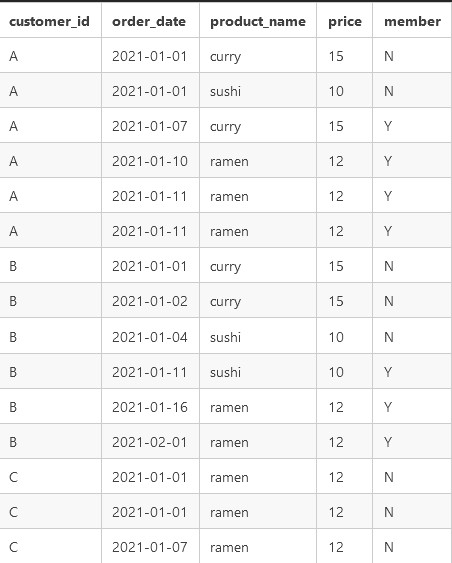 customer_id order_date product_name price member
A 2021-01-01 curry 15 N
A 2021-01-01 sushi 10 N
A 2021-01-07 curry 15 Y
A 2021-01-10 ramen 12 Y
A 2021-01-11 ramen 12 Y
A 2021-01-11 ramen 12 Y
B 2021-01-01 curry 15 N
B 2021-01-02 curry 15 N
B 2021-01-04 sushi 10 N
B 2021-01-11 sushi 10 Y
B 2021-01-16 ramen 12 Y
B 2021-02-01 ramen 12 Y
C 2021-01-01 ramen 12 N
C 2021-01-01 ramen 12 N
C 2021-01-07 ramen 12 N